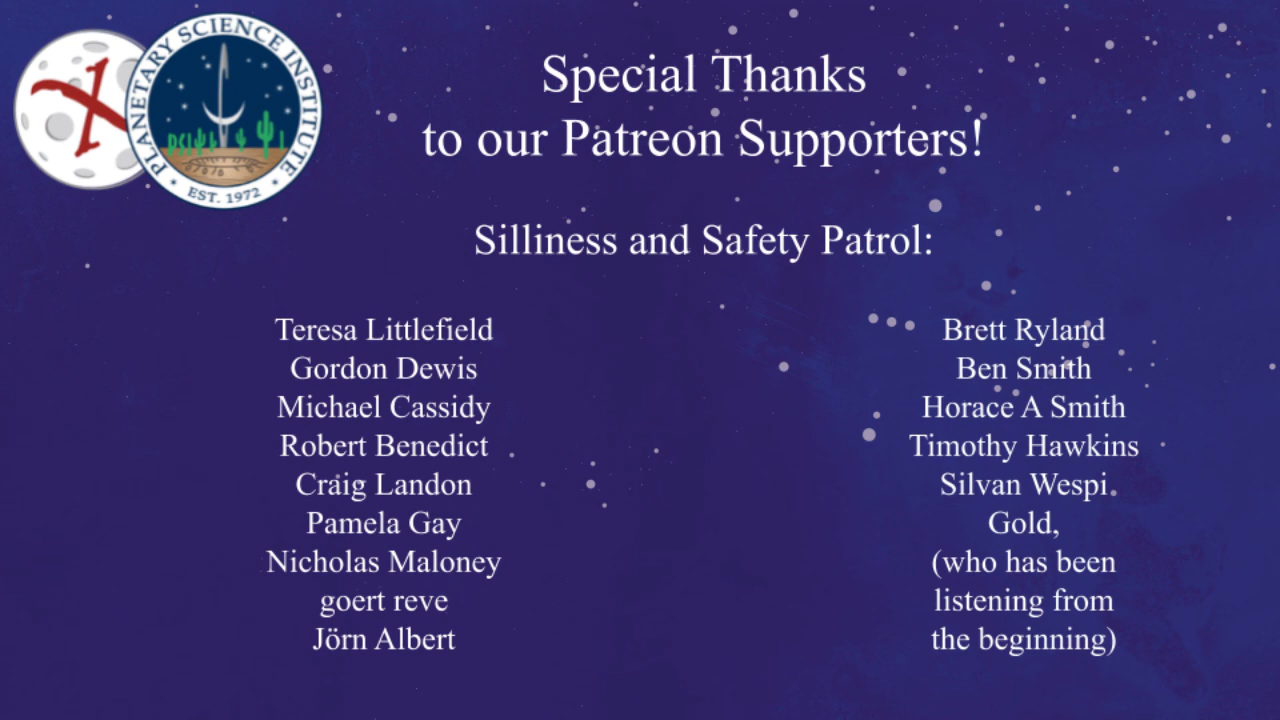 PLANETARY SCIENCE INSTITUTE
PSI
EST. 1972
X
Special Thanks
to our Patreon Supporters!
Silliness and Safety Patrol:
Teresa Littlefield
Gordon Dewis
Michael Cassidy
Robert Benedict
Craig Landon
Pamela Gay
Nicholas Maloney
goert reve
Jörn Albert
Brett Ryland
Ben Smith
Horace A Smith
Timothy Hawkins
Silvan Wespi
Gold,
(who has been
listening from
the beginning)